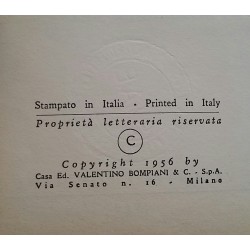 Stampato in Italia - Printed in Italy
Proprietà letteraria riservata
C
Copyright 1956 by
Casa Ed. VALENTINO BOMPIANI & C. - S.p.A.
Via Senato n. 16 - Milano